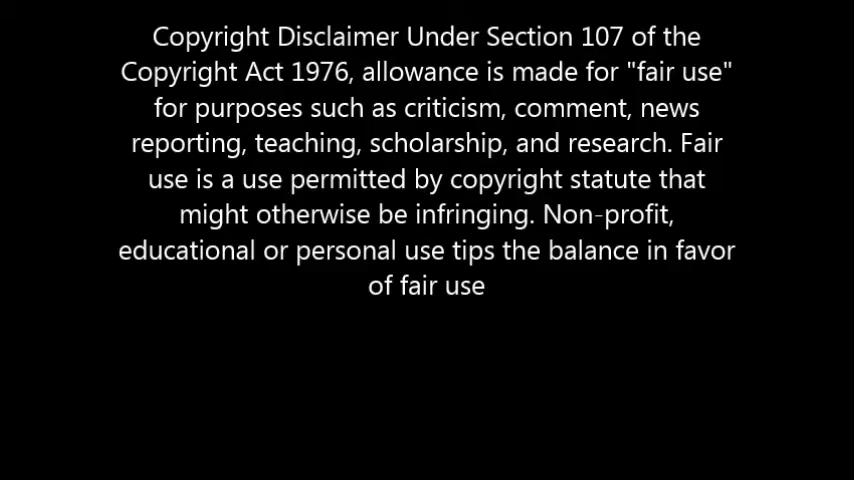 Copyright Disclaimer Under Section 107 of the
Copyright Act 1976, allowance is made for "fair use"
for purposes such as criticism, comment, news
reporting, teaching, scholarship, and research. Fair
use is a use permitted by copyright statute that
might otherwise be infringing. Non-profit,
educational or personal use tips the balance in favor
of fair use